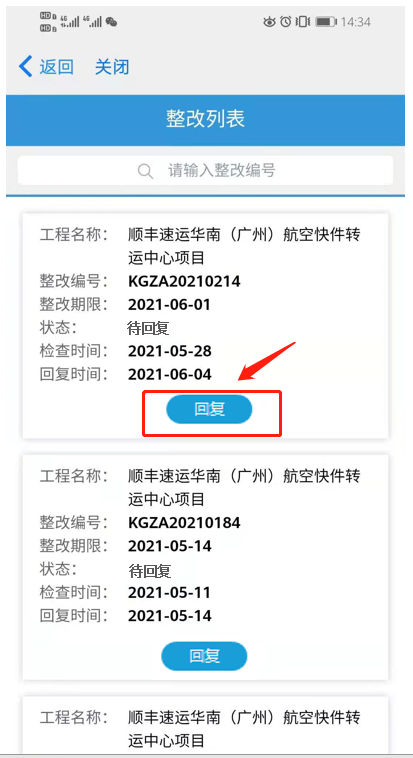 14:34
返回 关闭
整改列表
请输入整改编号
工程名称： 顺丰速运华南（广州）航空快件转
运中心项目
整改编号： KGZA20210214
整改期限： 2021-06-01
状态： 待回复
检查时间： 2021-05-28
回复时间： 2021-06-04
回复
工程名称： 顺丰速运华南（广州）航空快件转
运中心项目
整改编号： KGZA20210184
整改期限： 2021-05-14
状态： 待回复
检查时间： 2021-05-11
回复时间： 2021-05-14
回复
工程名称： 顺丰速运华南（广州）航空快件转
运中心项目